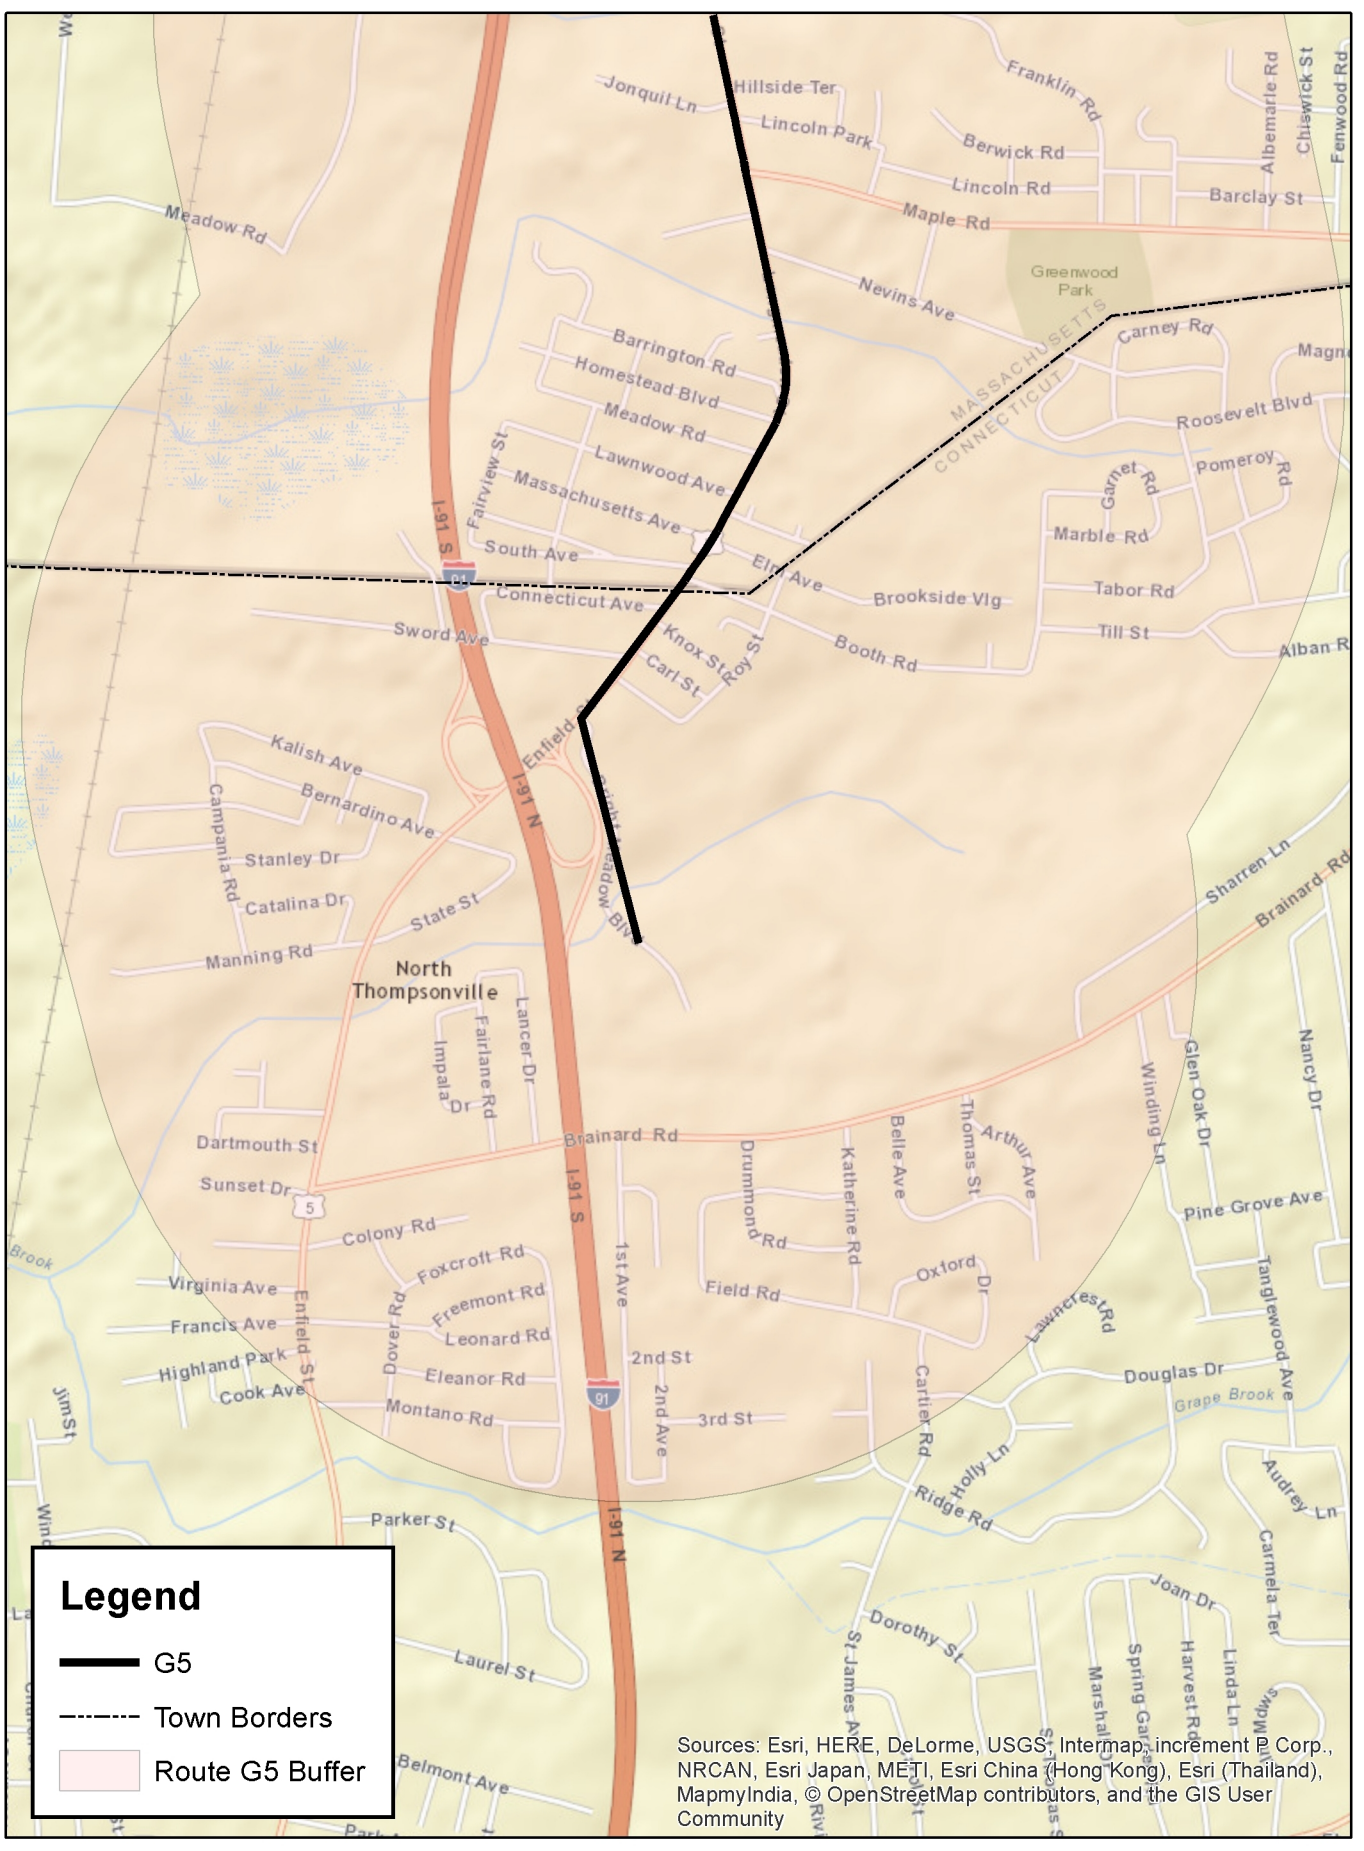 Jonquil Ln
Hillside Ter
Franklin Rd
Albemarle Rd
Chiswick St
Fenwood Rd
Lincoln Park
Berwick Rd
Lincoln Rd
Barclay St
Maple Rd
Meadow Rd
Greenwood
Park
Nevins Ave
MASSACHUSETTS
CONNECTICUT
Carney Rd
Barrington Rd
Homestead Blvd
Meadow Rd
Roosevelt Blvd
Lawnwood Ave
Fairview St
Massachusetts Ave
Garnet Rd
Pomeroy Rd
I-91 S
South Ave
Marble Rd
Elm Ave
91
Connecticut Ave
Brookside Vlg
Tabor Rd
Sword Ave
Knox St
Roy St
Booth Rd
Till St
Alban R
Carl St
Enfield St
Kalish Ave
I-91 N
Bernardino Ave
Campania Rd
Stanley Dr
Sharren Ln
Brainard Rd
Catalina Dr
State St
Manning Rd
North
Thompsonville
Lancer Dr
Fairlane Rd
Impala Dr
Winding Ln
Glen Oak Dr
Nancy Dr
Dartmouth St
Brainard Rd
Drummond Rd
Katherine Rd
Belle Ave
Thomas St
Arthur Ave
Sunset Dr
5
I-91 S
Pine Grove Ave
Colony Rd
Brook
Foxcroft Rd
1st Ave
Field Rd
Oxford Dr
Tanglewood Ave
Virginia Ave
Enfield St
Freemont Rd
Lawncrest Rd
Francis Ave
Dover Rd
Leonard Rd
Highland Park
Eleanor Rd
2nd St
Douglas Dr
Cook Ave
91
Grape Brook
Jim St
Montano Rd
2nd Ave
3rd St
Cartier Rd
Holly Ln
Audrey Ln
Ridge Rd
Parker St
I-91 N
Carmela Ter
Joan Dr
Dorothy St
Laurel St
St James Av
Spring Gar
Harvest Rd
Linda Ln
Belmont Ave
Legend
G5
Town Borders
Route G5 Buffer
Sources: Esri, HERE, DeLorme, USGS, Intermap, increment P Corp.,
NRCAN, Esri Japan, METI, Esri China (Hong Kong), Esri (Thailand),
MapmyIndia, © OpenStreetMap contributors, and the GIS User
Community